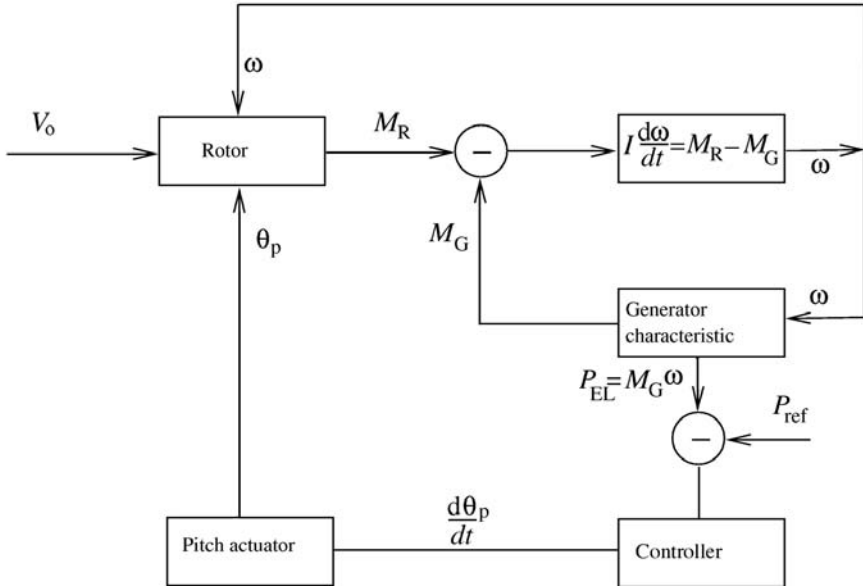 ω
V₀
Rotor
M_R
−
I dω/dt = M_R − M_G
ω
θ_p
M_G
ω
Generator
characteristic
P_EL = M_G ω
P_ref
−
dθ_p/dt
Pitch actuator
Controller